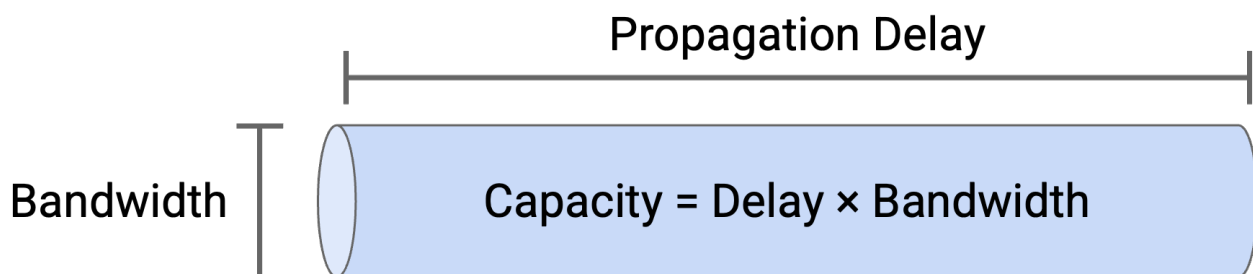 Propagation Delay
Bandwidth
Capacity = Delay × Bandwidth